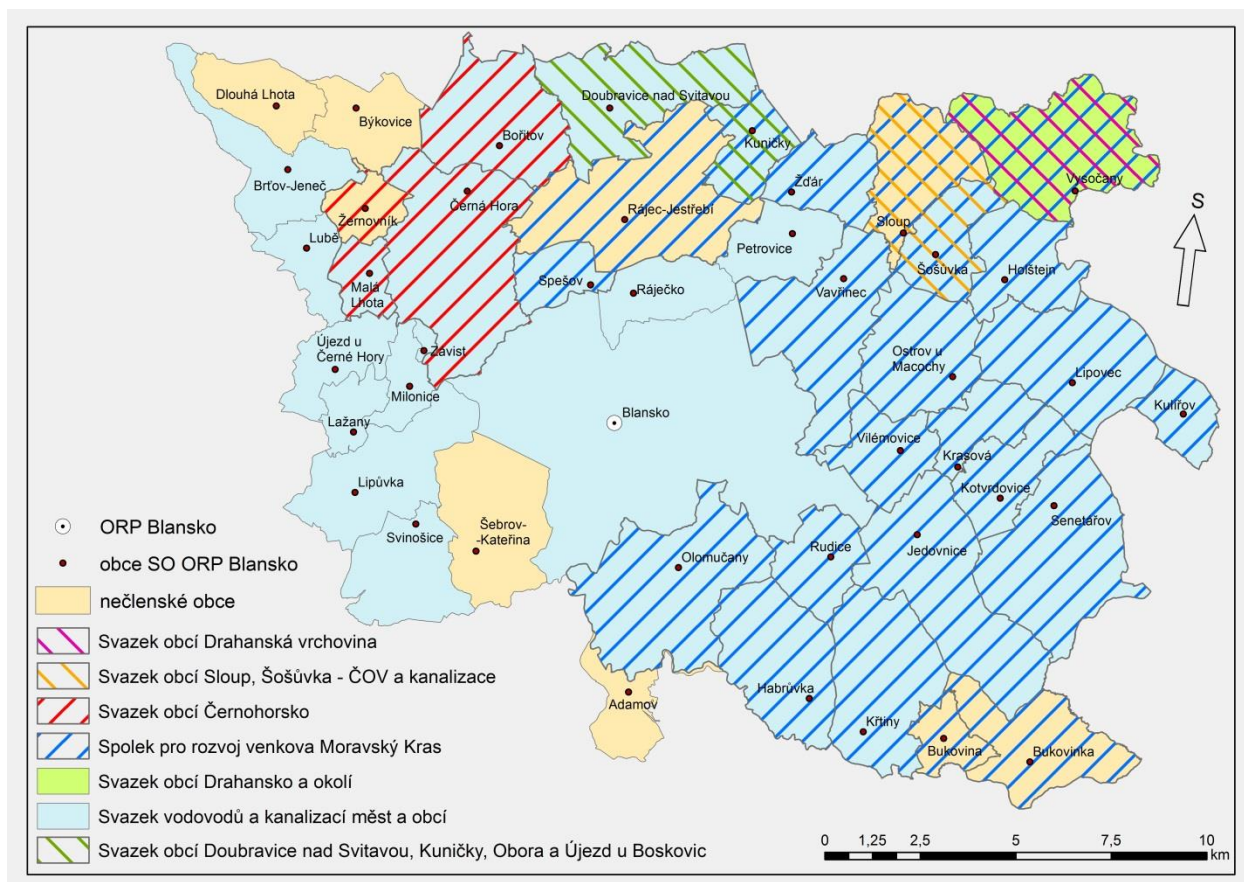 Dlouhá Lhota
Býkovice
Doubravice nad Svitavou
Bořitov
Kuničky
Brťov-Jeneč
Žďár
Vysočany
Černá Hora
S
Žernovník
Rájec-Jestřebí
Sloup
Lubě
Petrovice
Šošůvka
Holštein
Malá
Lhota
Spešov
Ráječko
Vavřinec
Újezd u
Černé Hory
Závist
Ostrov u
Macochy
Lipovec
Milonice
Kulířov
Blansko
Lažany
Vilémovice
Krasová
Lipůvka
Kotvrdovice
Senetářov
Svinošice
Šebrov-
-Kateřina
Olomučany
Rudice
Jedovnice
Habrůvka
Adamov
Křtiny
Bukovina
Bukovinka
ORP Blansko
obce SO ORP Blansko
nečlenské obce
Svazek obcí Drahanská vrchovina
Svazek obcí Sloup, Šošůvka - ČOV a kanalizace
Svazek obcí Černohorsko
Spolek pro rozvoj venkova Moravský Kras
Svazek obcí Drahansko a okolí
Svazek vodovodů a kanalizací měst a obcí
Svazek obcí Doubravice nad Svitavou, Kuničky, Obora a Újezd u Boskovic
0 1,25 2,5 5 7,5 10
km